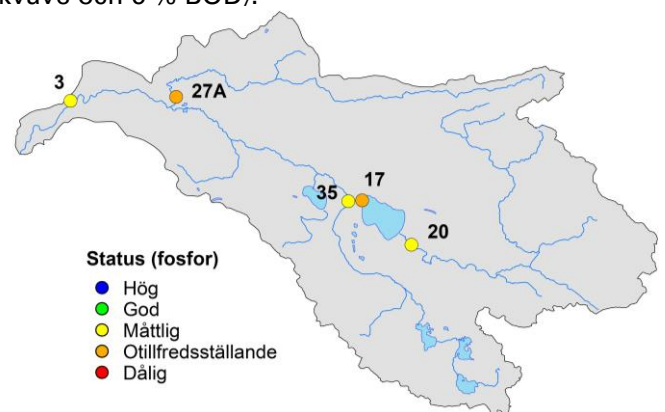 3
27A
35
17
20
Status (fosfor)
Hög
God
Måttlig
Otillfredsställande
Dålig